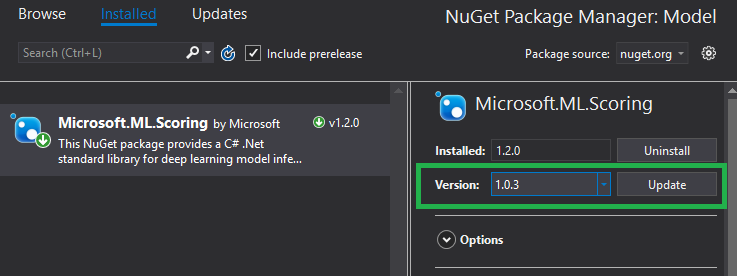 Browse Installed Updates
NuGet Package Manager: Model
Search (Ctrl+L)
Include prerelease
Package source: nuget.org
Microsoft.ML.Scoring by Microsoft
v1.2.0
This NuGet package provides a C# .Net
standard library for deep learning model infe...
Microsoft.ML.Scoring
Installed: 1.2.0 Uninstall
Version: 1.0.3 Update
Options